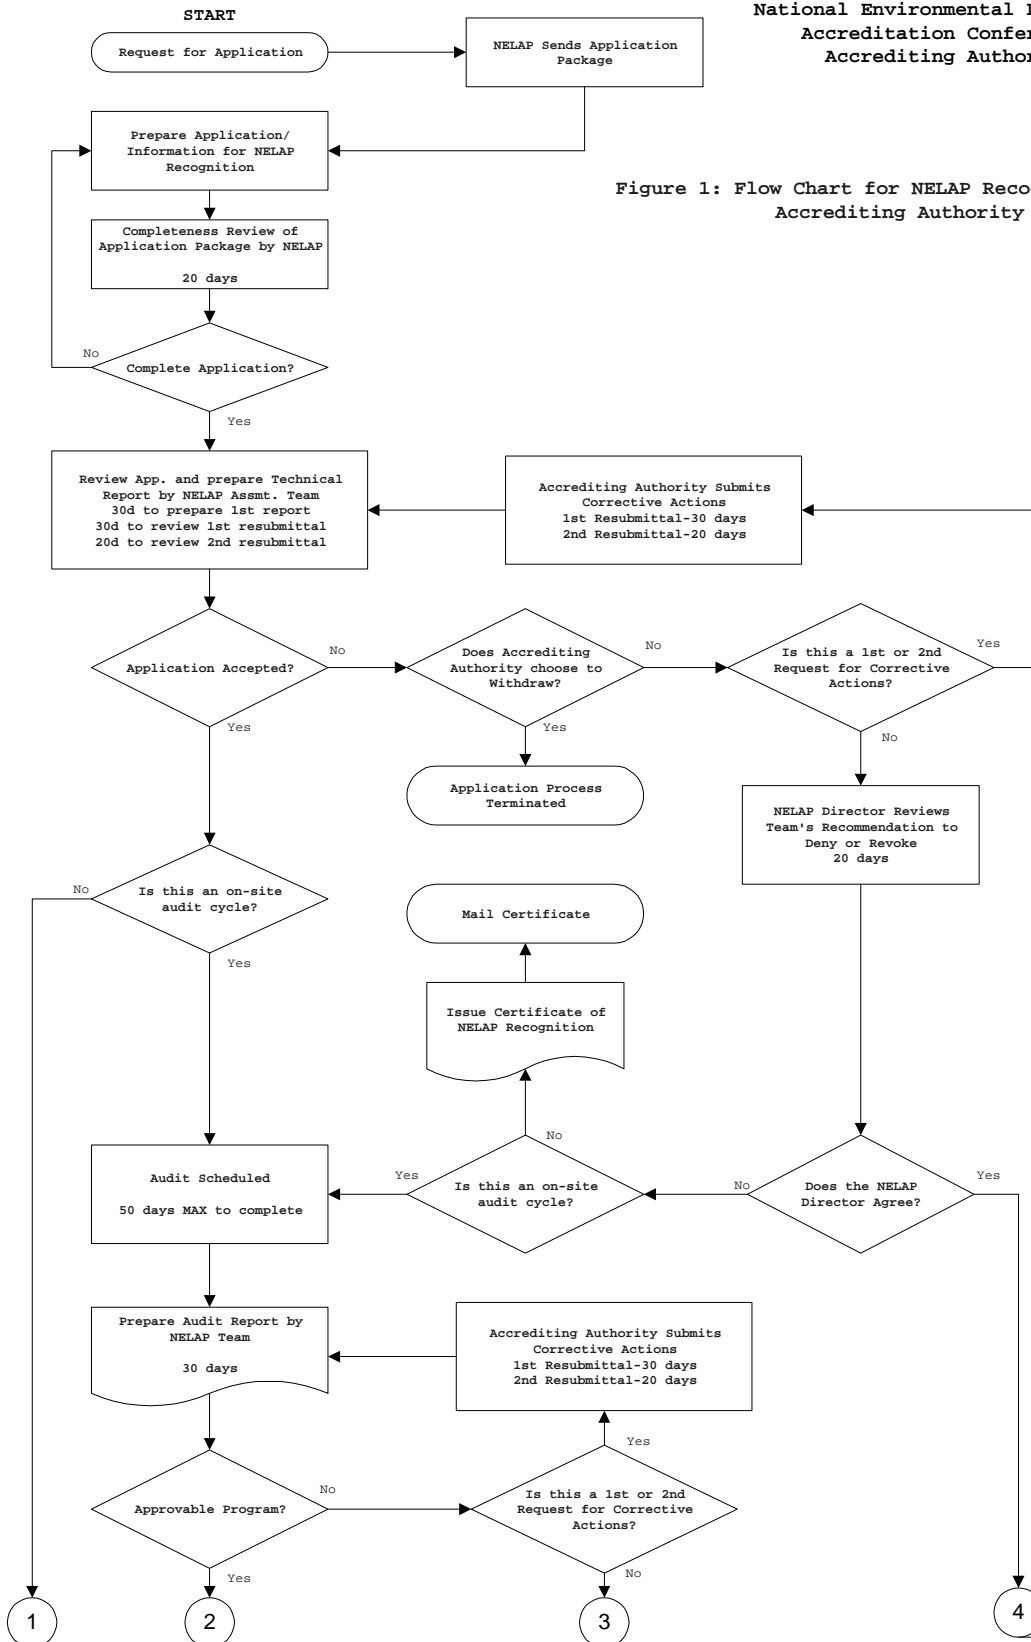 START
National Environmental
Accreditation
Accrediting
Request for Application
NELAP Sends Application
Package
Prepare Application/
Information for NELAP
Recognition
Figure 1: Flow Chart for NELAP
Accrediting Authority
Completeness Review of
Application Package by NELAP
20 days
No
Complete Application?
Yes
Review App. and prepare Technical
Report by NELAP Assmt. Team
30d to prepare 1st report
30d to review 1st resubmittal
20d to review 2nd resubmittal
Accrediting Authority Submits
Corrective Actions
1st Resubmittal-30 days
2nd Resubmittal-20 days
Application Accepted?
No
Yes
Does Accrediting
Authority choose to
Withdraw?
No
Yes
Is this a 1st or 2nd
Request for Corrective
Actions?
Yes
No
Application Process
Terminated
NELAP Director Reviews
Team's Recommendation to
Deny or Revoke
20 days
No
Is this an on-site
audit cycle?
Yes
Mail Certificate
Issue Certificate of
NELAP Recognition
No
Audit Scheduled
50 days MAX to complete
Yes
Is this an on-site
audit cycle?
No
Does the NELAP
Director Agree?
Yes
Prepare Audit Report by
NELAP Team
30 days
Accrediting Authority Submits
Corrective Actions
1st Resubmittal-30 days
2nd Resubmittal-20 days
Yes
Approvable Program?
No
Is this a 1st or 2nd
Request for Corrective
Actions?
Yes
No
1
2
3
4